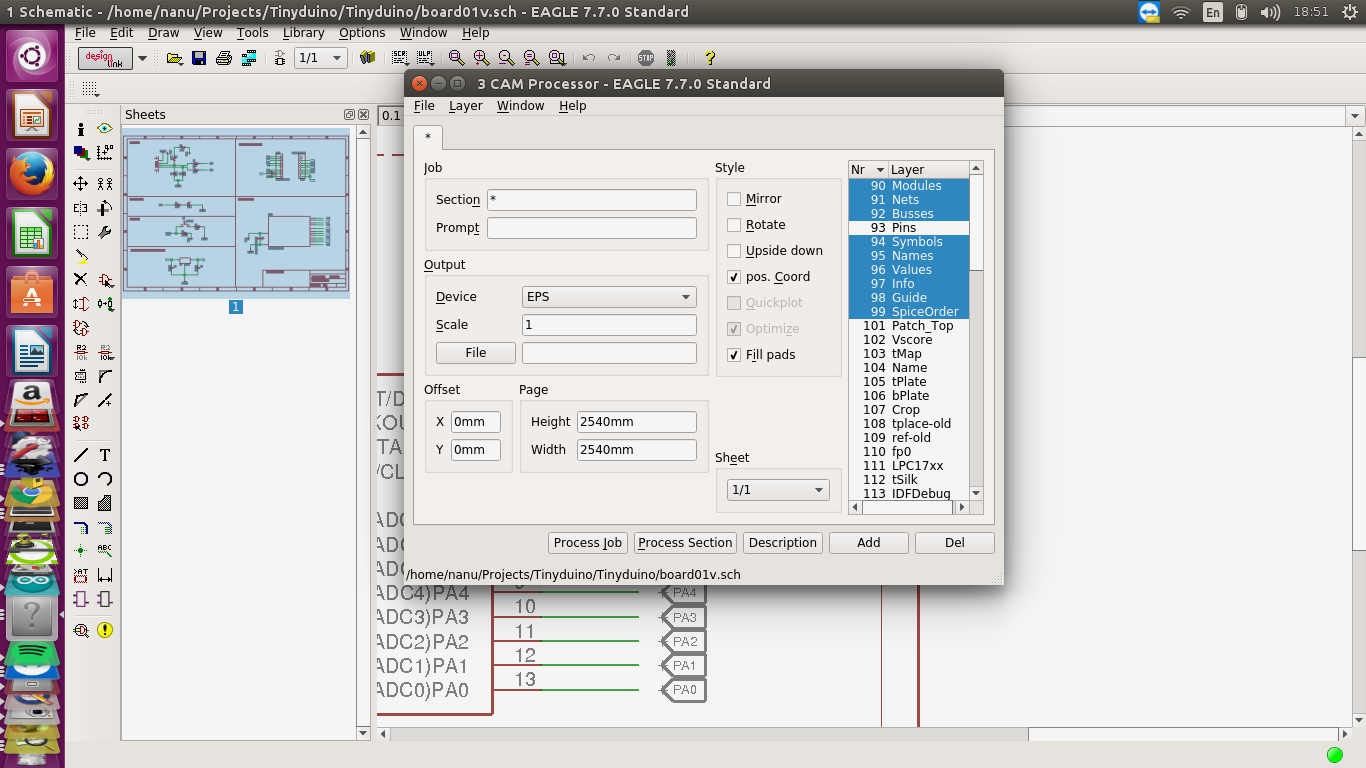 1 Schematic - /home/nanu/Projects/Tinyduino/Tinyduino/board01v.sch - EAGLE 7.7.0 Standard
En
18:51
File Edit Draw View Tools Library Options Window Help
design link
1/1
SCR
ULP
STOP
?
Sheets
0.1
1
R2
10k
R2
10k
T
ABC
3 CAM Processor - EAGLE 7.7.0 Standard
File Layer Window Help
*
Job
Section *
Prompt
Output
Device EPS
Scale 1
File
Offset
X 0mm
Y 0mm
Page
Height 2540mm
Width 2540mm
Style
Mirror
Rotate
Upside down
pos. Coord
Quickplot
Optimize
Fill pads
Sheet
1/1
Nr Layer
90 Modules
91 Nets
92 Busses
93 Pins
94 Symbols
95 Names
96 Values
97 Info
98 Guide
99 SpiceOrder
101 Patch_Top
102 Vscore
103 tMap
104 Name
105 tPlate
106 bPlate
107 Crop
108 tplace-old
109 ref-old
110 fp0
111 LPC17xx
112 tSilk
113 IDFDebug
Process Job
Process Section
Description
Add
Del
/home/nanu/Projects/Tinyduino/Tinyduino/board01v.sch
ADC4)PA4 PA4
ADC3)PA3 10 PA3
ADC2)PA2 11 PA2
ADC1)PA1 12 PA1
ADC0)PA0 13 PA0